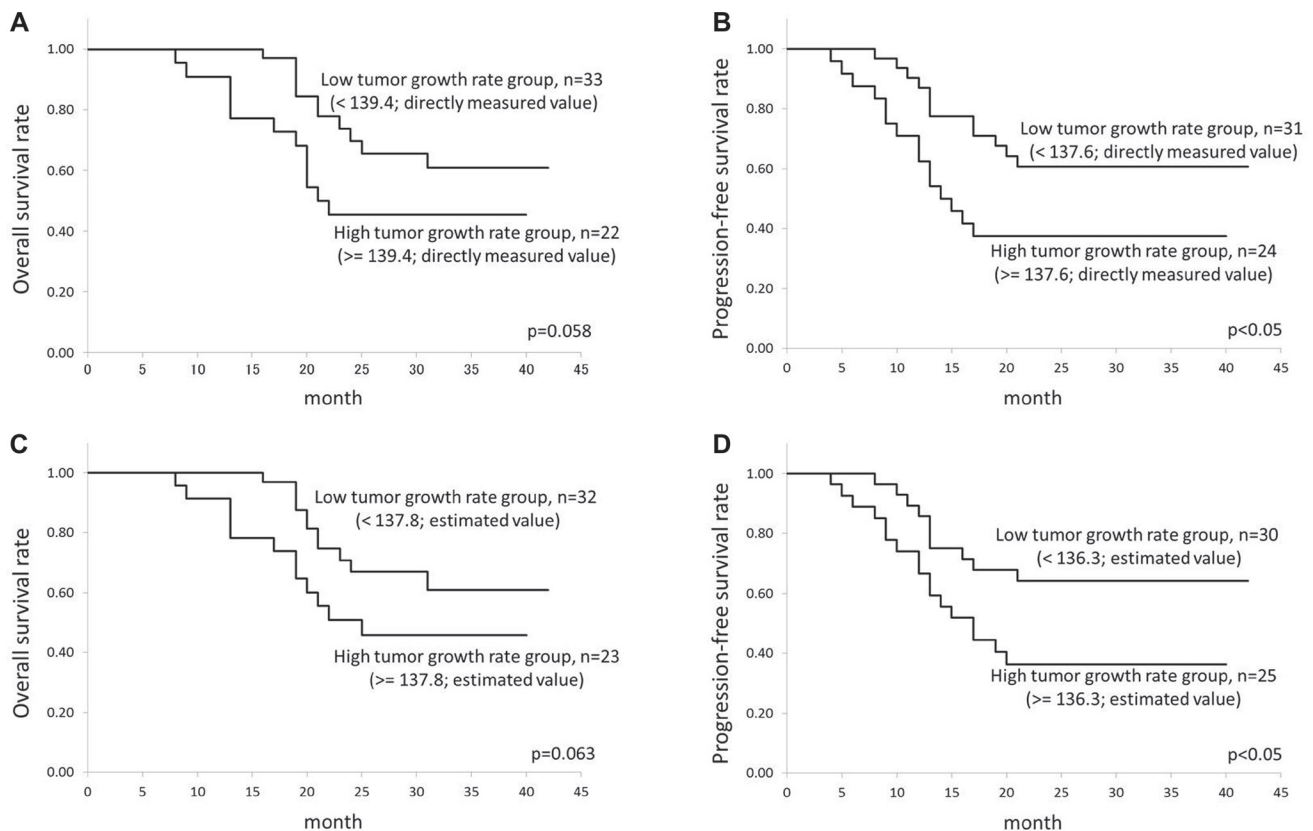 A
Overall survival rate
1.00
0.80
0.60
0.40
0.20
0.00
Low tumor growth rate group, n=33
(< 139.4; directly measured value)
High tumor growth rate group, n=22
(>= 139.4; directly measured value)
p=0.058
0 5 10 15 20 25 30 35 40 45
month
B
Progression-free survival rate
1.00
0.80
0.60
0.40
0.20
0.00
Low tumor growth rate group, n=31
(< 137.6; directly measured value)
High tumor growth rate group, n=24
(>= 137.6; directly measured value)
p<0.05
0 5 10 15 20 25 30 35 40 45
month
C
Overall survival rate
1.00
0.80
0.60
0.40
0.20
0.00
Low tumor growth rate group, n=32
(< 137.8; estimated value)
High tumor growth rate group, n=23
(>= 137.8; estimated value)
p=0.063
0 5 10 15 20 25 30 35 40 45
month
D
Progression-free survival rate
1.00
0.80
0.60
0.40
0.20
0.00
Low tumor growth rate group, n=30
(< 136.3; estimated value)
High tumor growth rate group, n=25
(>= 136.3; estimated value)
p<0.05
0 5 10 15 20 25 30 35 40 45
month